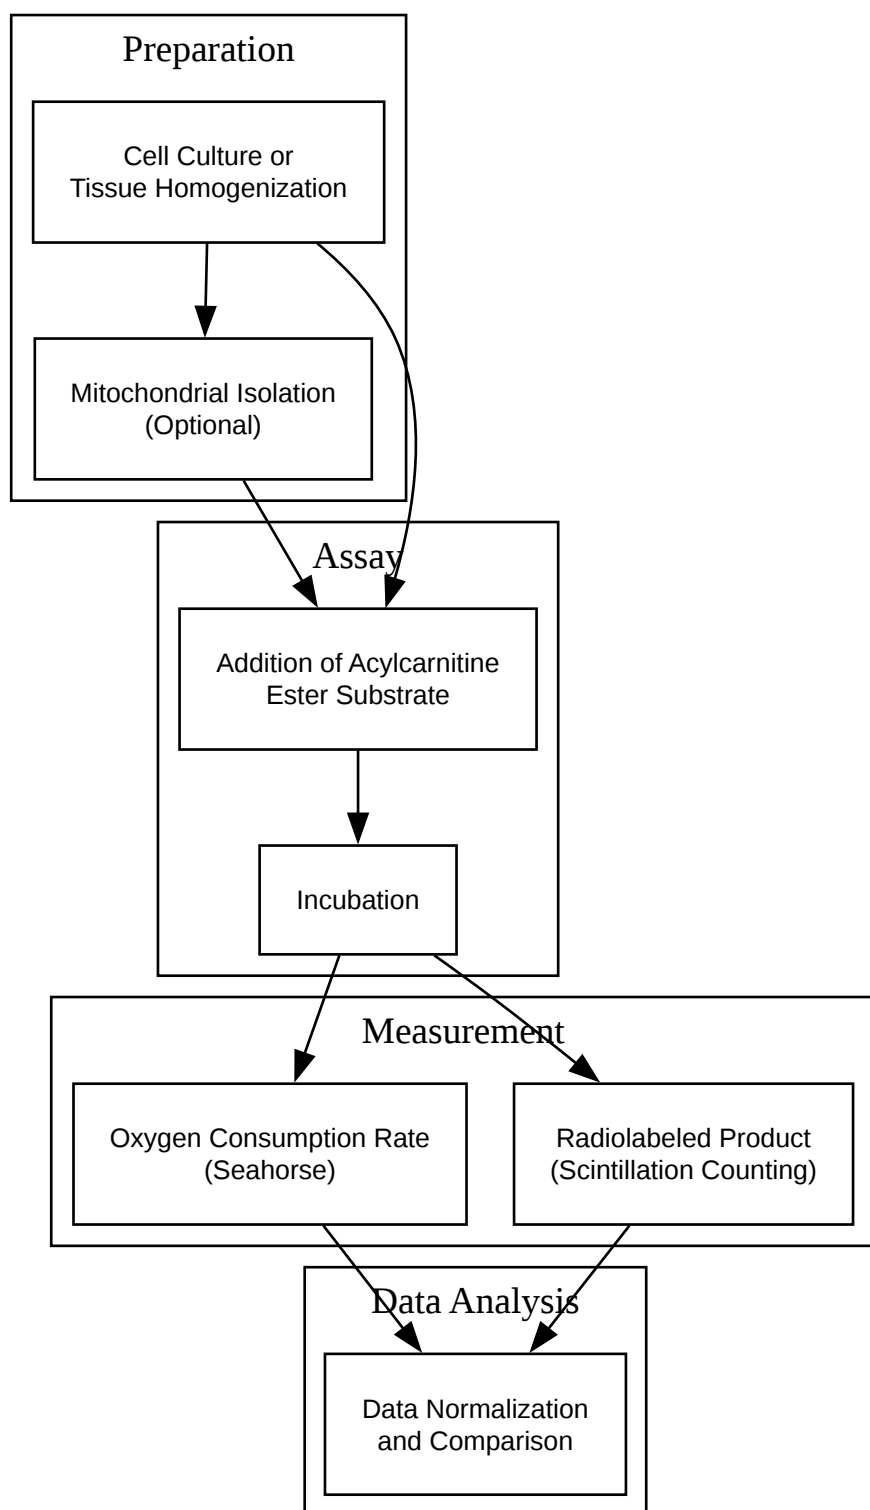 Preparation
Cell Culture or
Tissue Homogenization
Mitochondrial Isolation
(Optional)
Assay
Addition of Acylcarnitine
Ester Substrate
Incubation
Measurement
Oxygen Consumption Rate
(Seahorse)
Radiolabeled Product
(Scintillation Counting)
Data Analysis
Data Normalization
and Comparison